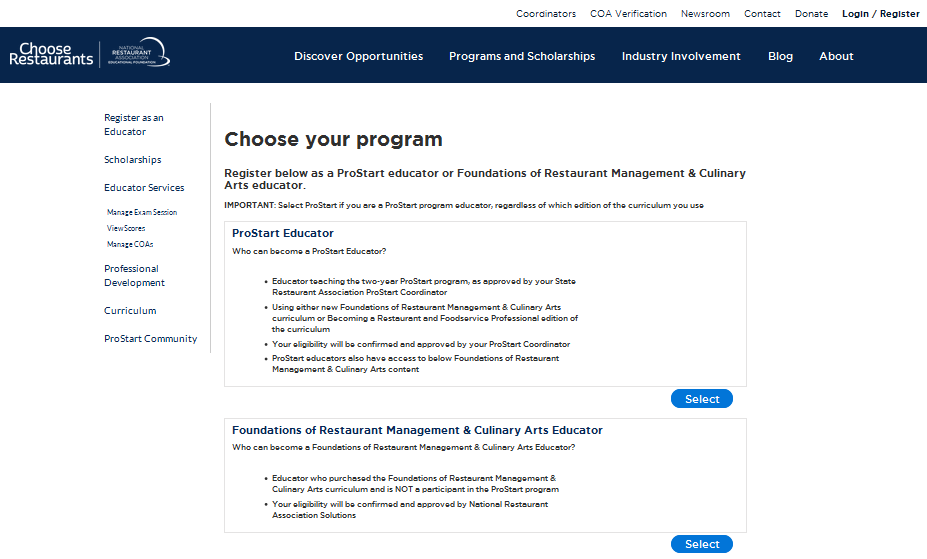 Coordinators COA Verification Newsroom Contact Donate Login / Register
Choose
Restaurants
NATIONAL
RESTAURANT
ASSOCIATION
EDUCATIONAL FOUNDATION
Discover Opportunities Programs and Scholarships Industry Involvement Blog About
Register as an
Educator
Scholarships
Educator Services
Manage Exam Session
View Scores
Manage COAs
Professional
Development
Curriculum
ProStart Community
Choose your program
Register below as a ProStart educator or Foundations of Restaurant Management & Culinary
Arts educator.
IMPORTANT: Select ProStart if you are a ProStart program educator, regardless of which edition of the curriculum you use
ProStart Educator
Who can become a ProStart Educator?
• Educator teaching the two-year ProStart program, as approved by your State
Restaurant Association ProStart Coordinator
• Using either new Foundations of Restaurant Management & Culinary Arts
curriculum or Becoming a Restaurant and Foodservice Professional edition of
the curriculum
• Your eligibility will be confirmed and approved by your ProStart Coordinator
• ProStart educators also have access to below Foundations of Restaurant
Management & Culinary Arts content
Select
Foundations of Restaurant Management & Culinary Arts Educator
Who can become a Foundations of Restaurant Management & Culinary Arts Educator?
• Educator who purchased the Foundations of Restaurant Management &
Culinary Arts curriculum and is NOT a participant in the ProStart program
• Your eligibility will be confirmed and approved by National Restaurant
Association Solutions
Select